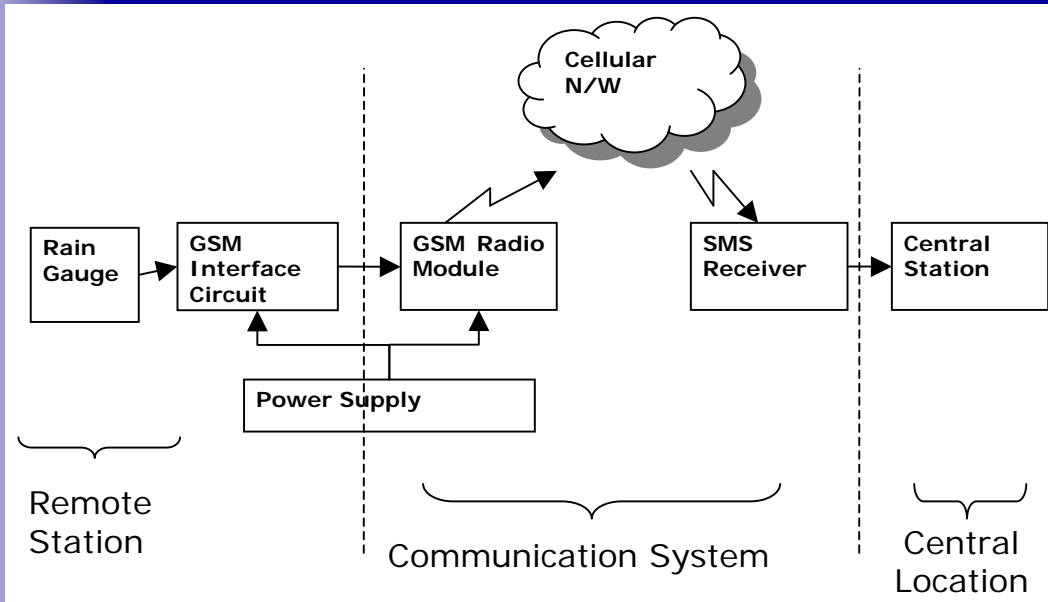 Cellular
N/W
Rain
Gauge
GSM
Interface
Circuit
GSM Radio
Module
SMS
Receiver
Central
Station
Power Supply
Remote
Station
Communication System
Central
Location